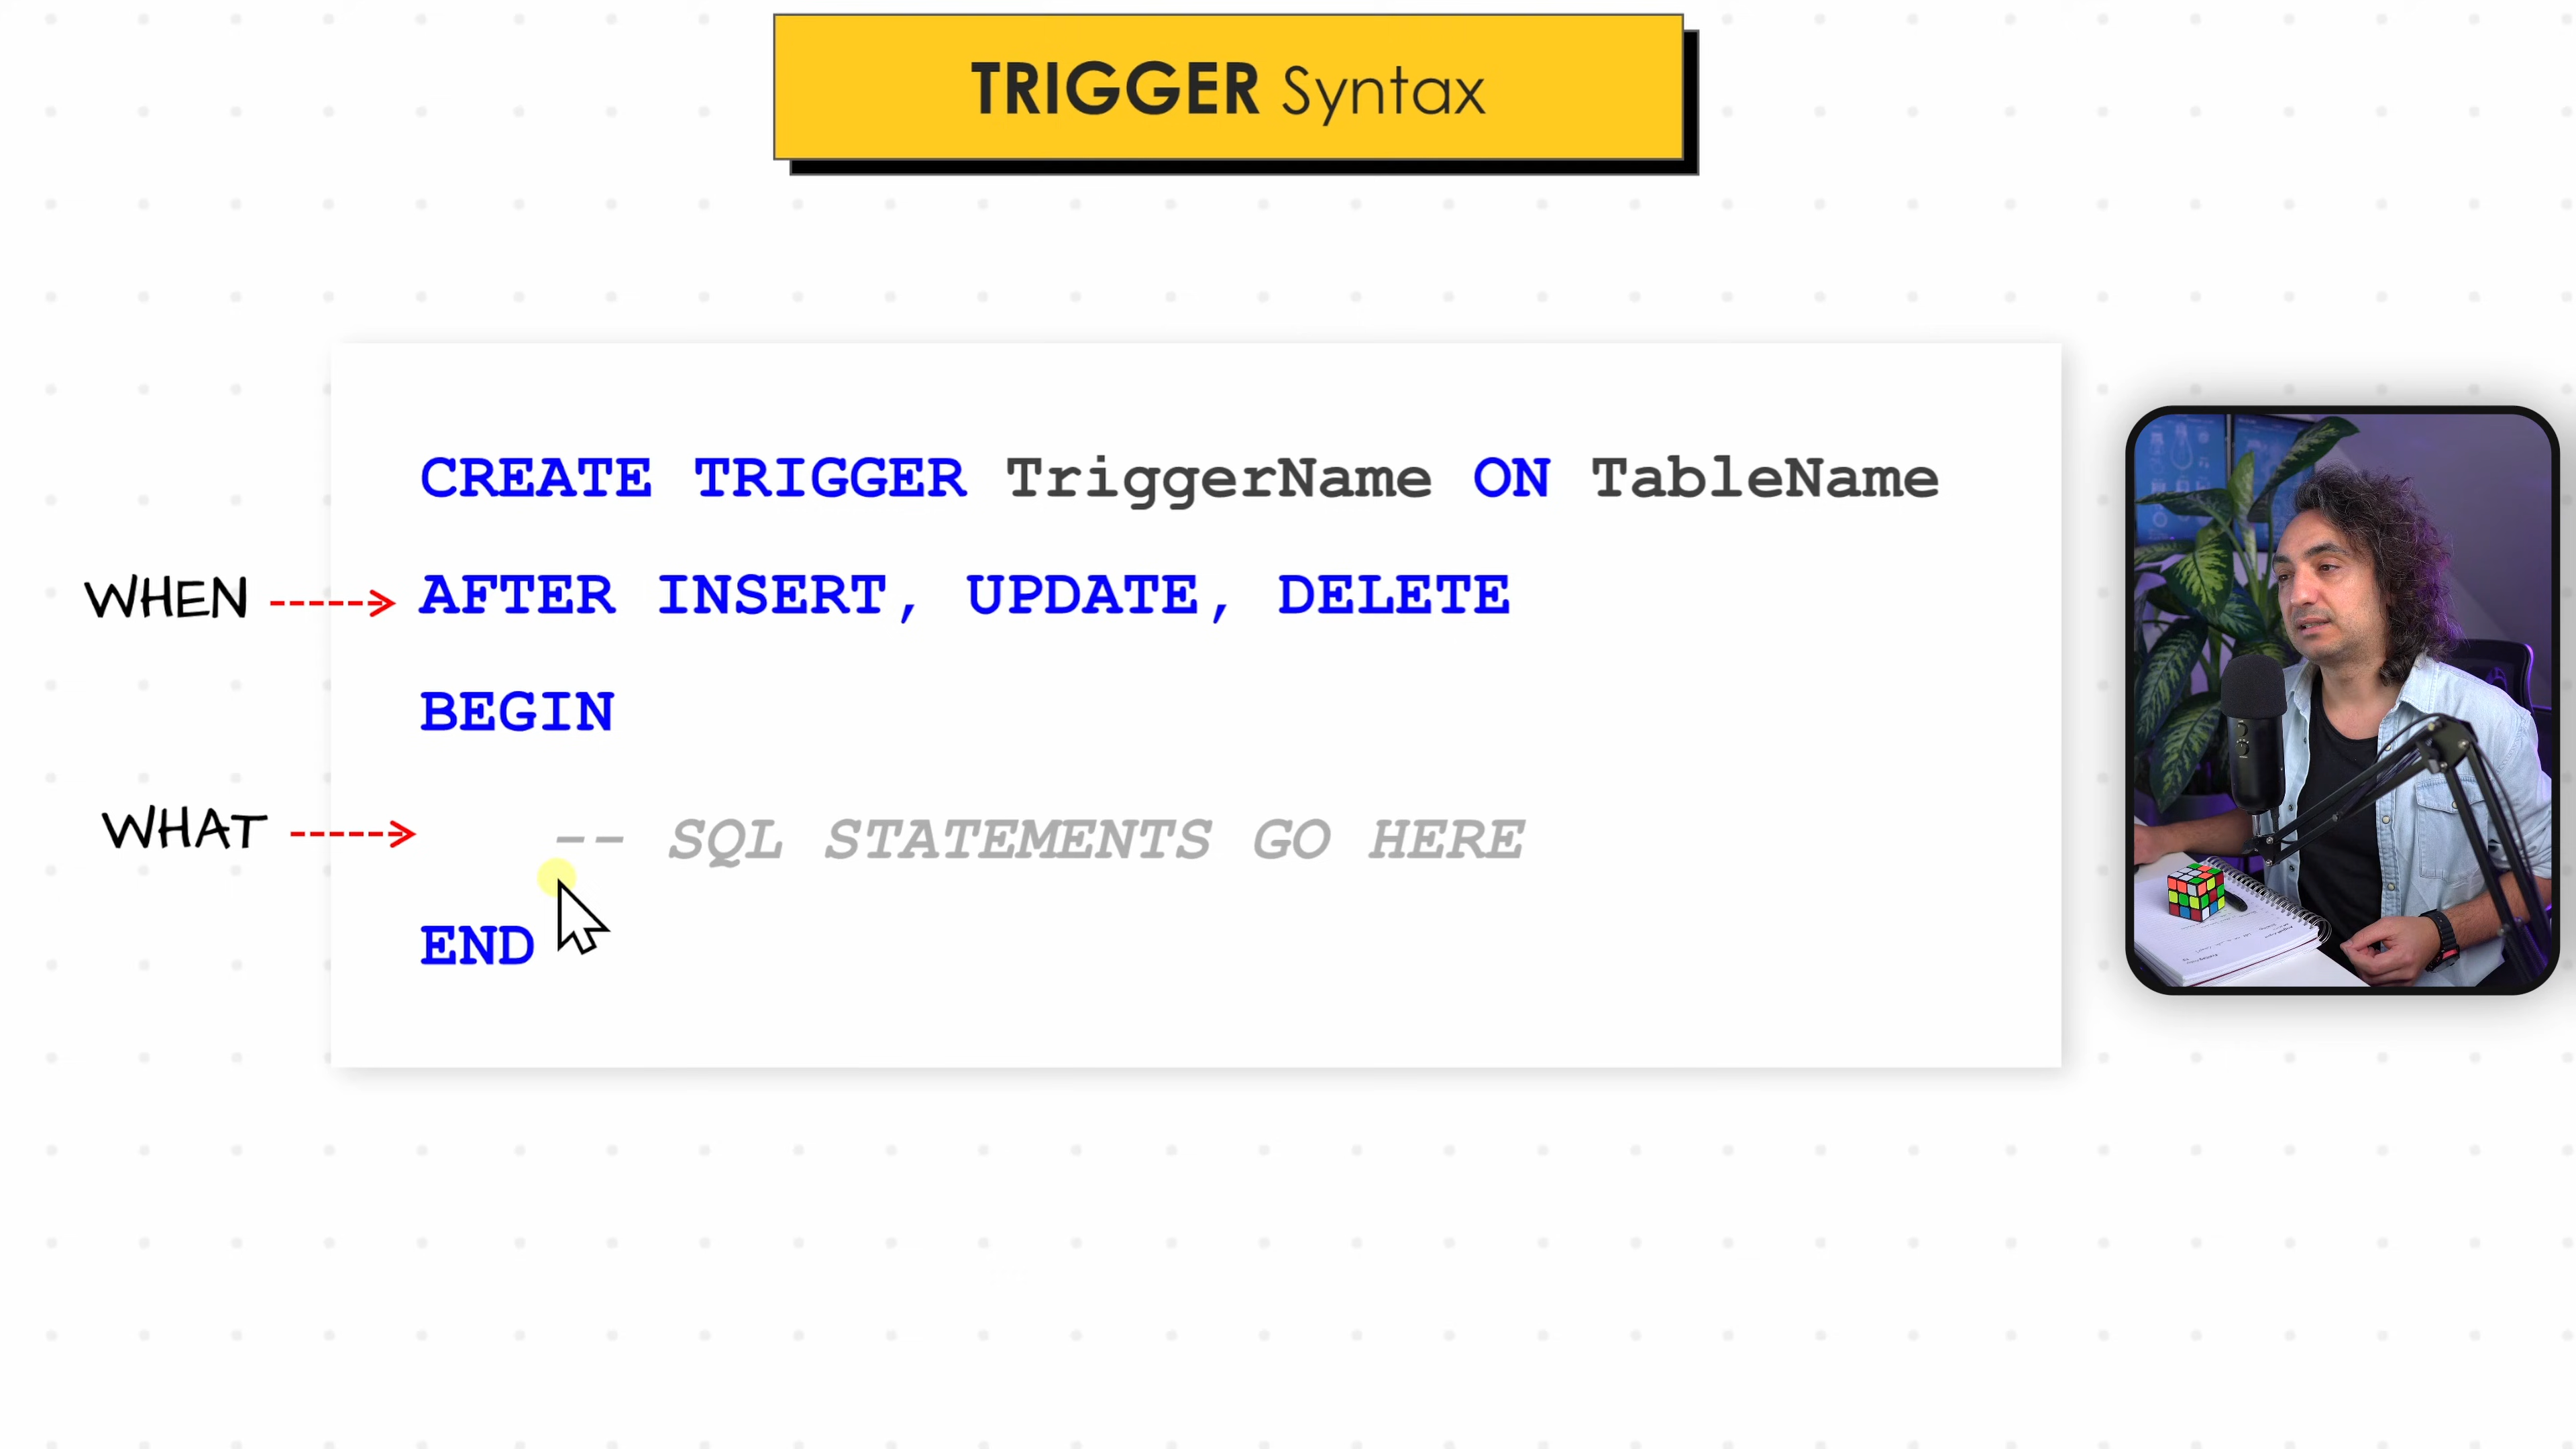 TRIGGER Syntax
CREATE TRIGGER TriggerName ON TableName
WHEN
AFTER INSERT, UPDATE, DELETE
BEGIN
WHAT
-- SQL STATEMENTS GO HERE
END